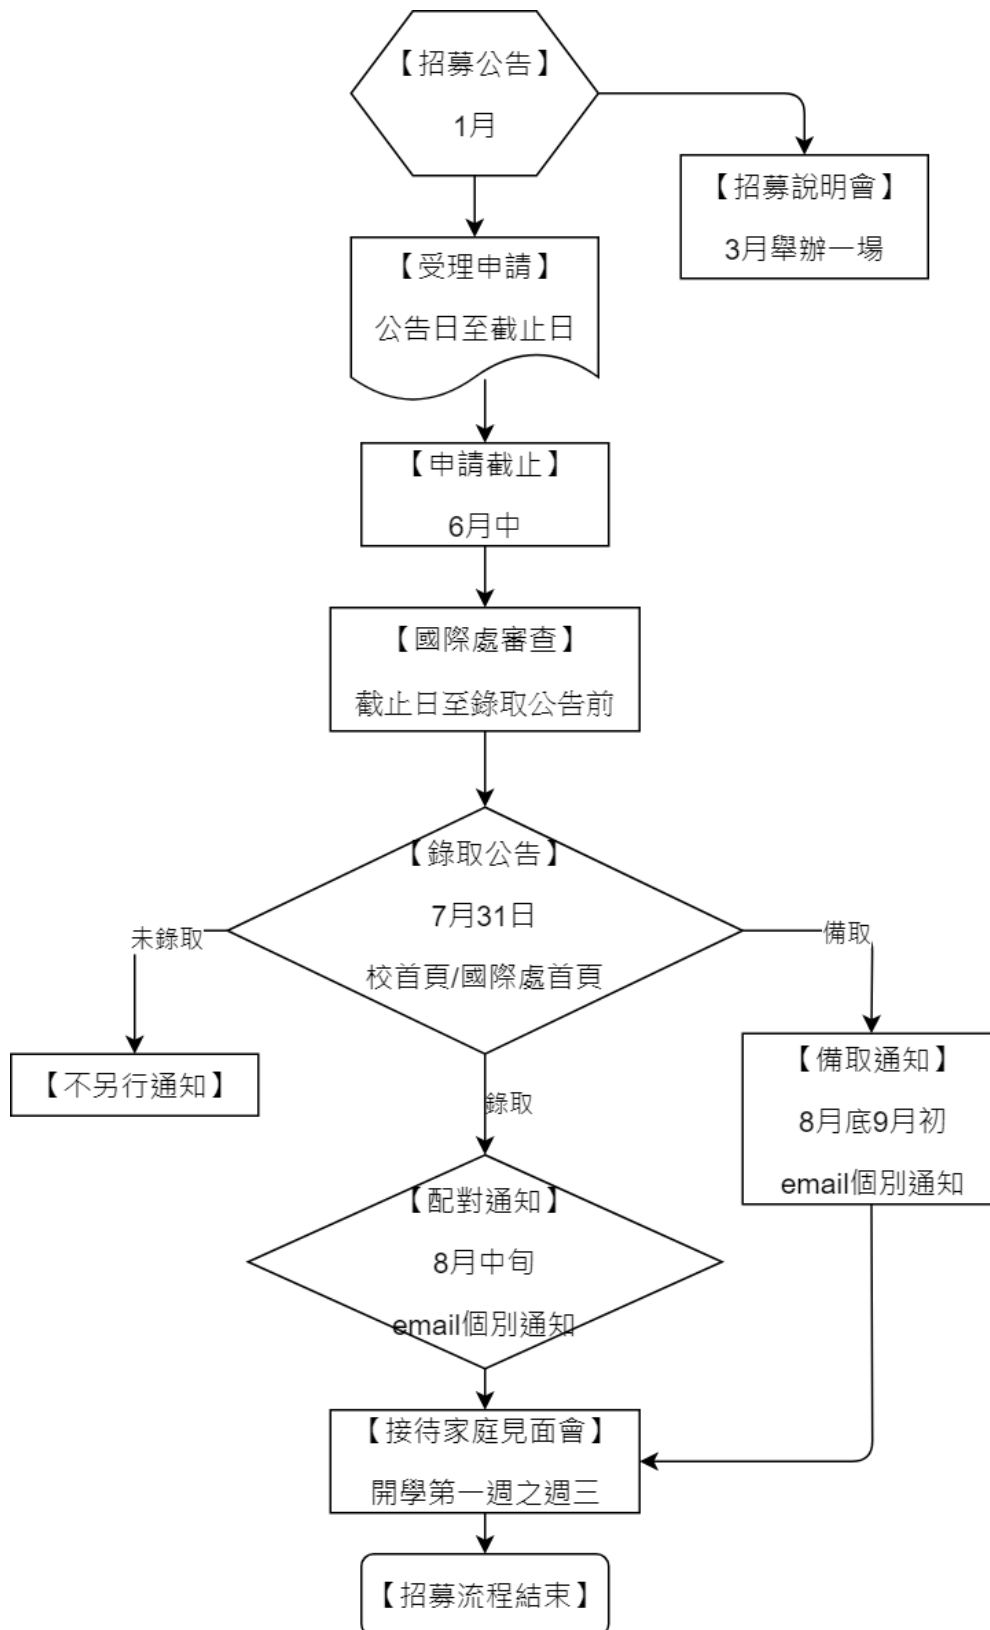 【招募公告】
1月
【招募說明會】
3月舉辦一場
【受理申請】
公告日至截止日
【申請截止】
6月中
【國際處審查】
截止日至錄取公告前
【錄取公告】
7月31日
校首頁/國際處首頁
未錄取
備取
【不另行通知】
錄取
【備取通知】
8月底9月初
email個別通知
【配對通知】
8月中旬
email個別通知
【接待家庭見面會】
開學第一週之週三
【招募流程結束】